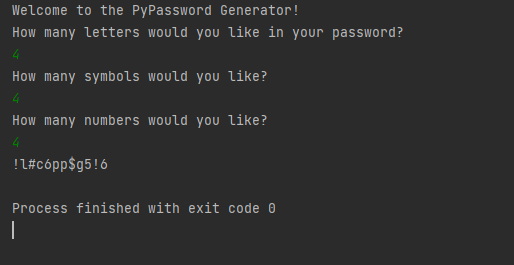 Welcome to the PyPassword Generator!
How many letters would you like in your password?
4
How many symbols would you like?
4
How many numbers would you like?
4
!l#c6pp$g5!6
Process finished with exit code 0